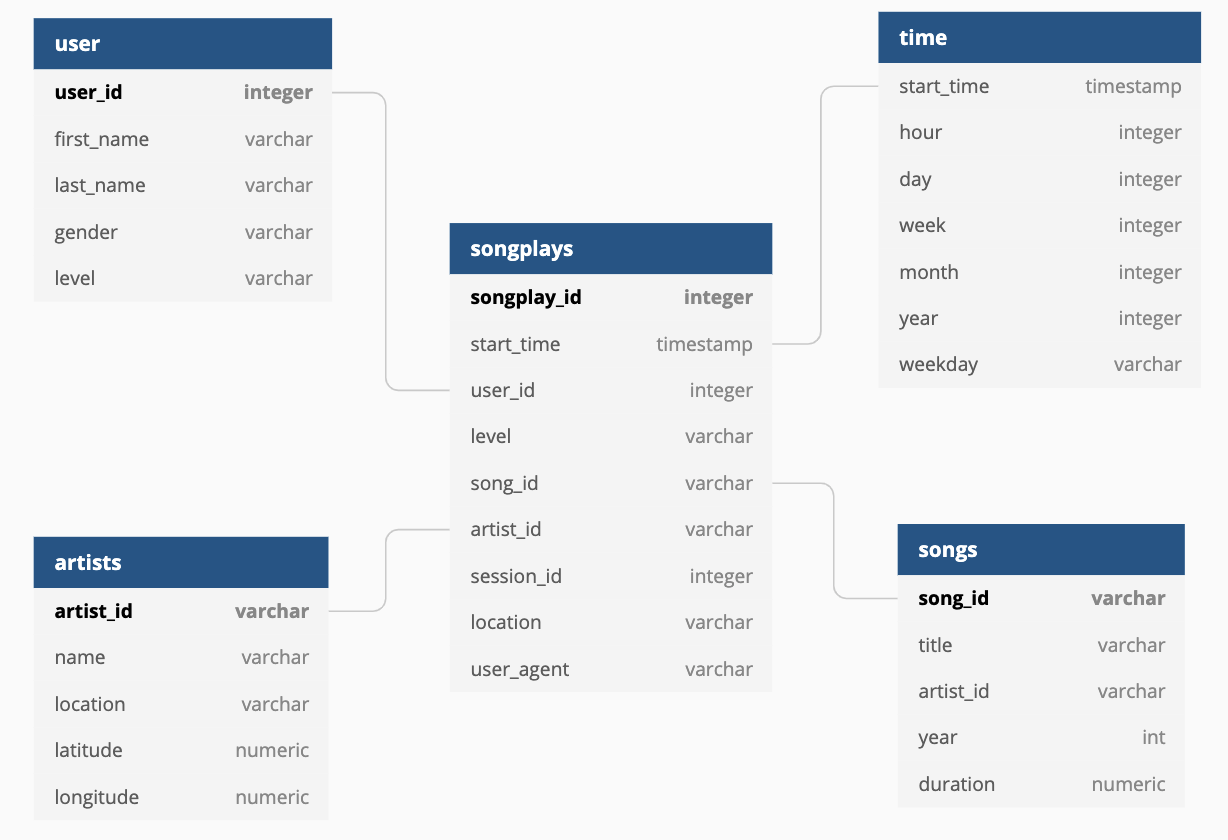 user
user_id integer
first_name varchar
last_name varchar
gender varchar
level varchar
time
start_time timestamp
hour integer
day integer
week integer
month integer
year integer
weekday varchar
songplays
songplay_id integer
start_time timestamp
user_id integer
level varchar
song_id varchar
artist_id varchar
session_id integer
location varchar
user_agent varchar
artists
artist_id varchar
name varchar
location varchar
latitude numeric
longitude numeric
songs
song_id varchar
title varchar
artist_id varchar
year int
duration numeric